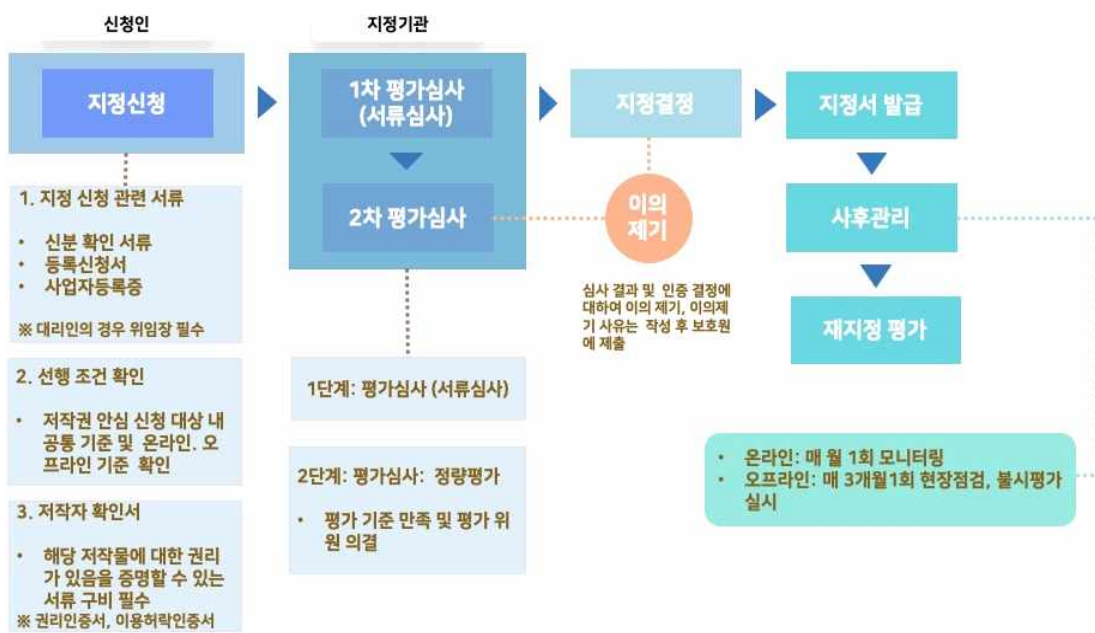 신청인
지정기관
지정신청
1차 평가심사
(서류심사)
2차 평가심사
지정결정
이의
제기
지정서 발급
사후관리
재지정 평가
1. 지정 신청 관련 서류
• 신분 확인 서류
• 등록신청서
• 사업자등록증
※ 대리인의 경우 위임장 필수
2. 선행 조건 확인
• 저작권 안심 신청 대상 내
공통 기준 및 온라인. 오
프라인 기준 확인
3. 저작자 확인서
• 해당 저작물에 대한 권리
가 있음을 증명할 수 있는
서류 구비 필수
※ 권리인증서, 이용허락인증서
1단계: 평가심사 (서류심사)
2단계: 평가심사: 정량평가
• 평가 기준 만족 및 평가 위
원 의결
심사 결과 및 인증 결정에
대하여 이의 제기, 이의제
기 사유는 작성 후 보호원
에 제출
• 온라인: 매 월 1회 모니터링
• 오프라인: 매 3개월1회 현장점검, 불시평가
실시